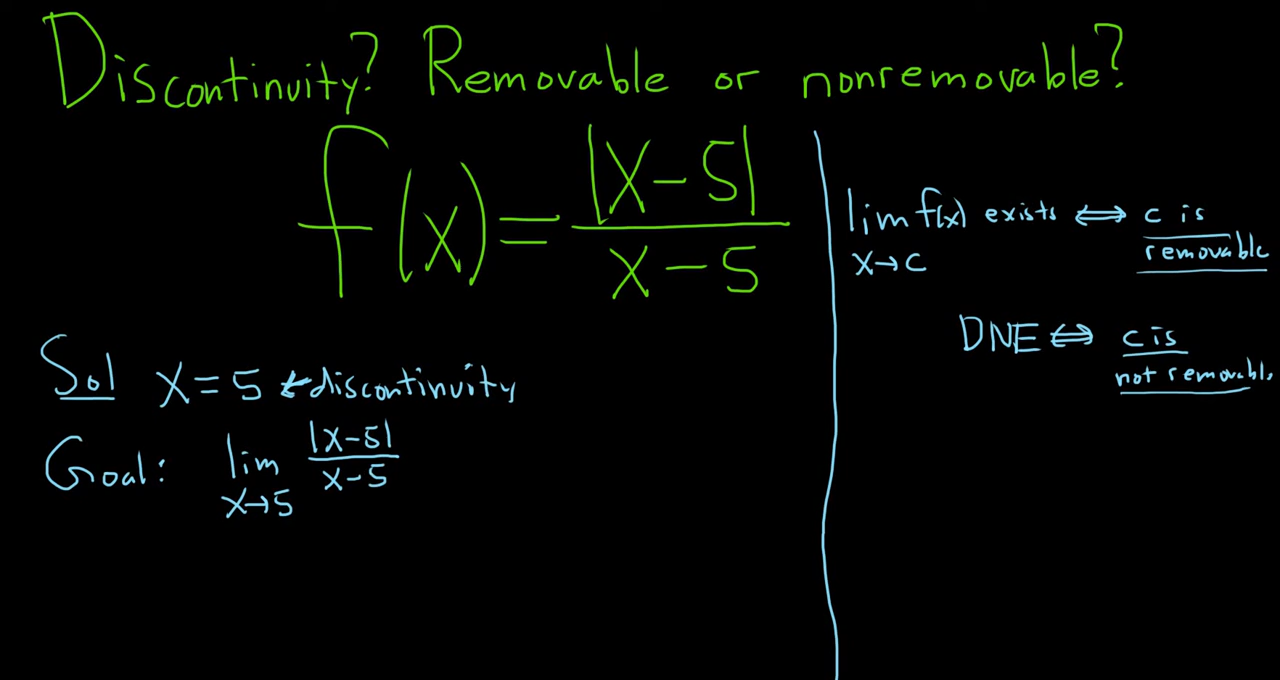 Discontinuity? Removable or nonremovable?
f(x) = |x-5| / x-5
lim f(x) exists ⟺ c is
x→c removable
DNE ⟺ c is
not removable
Sol x = 5 ← discontinuity
Goal: lim |x-5| / x-5
x→5